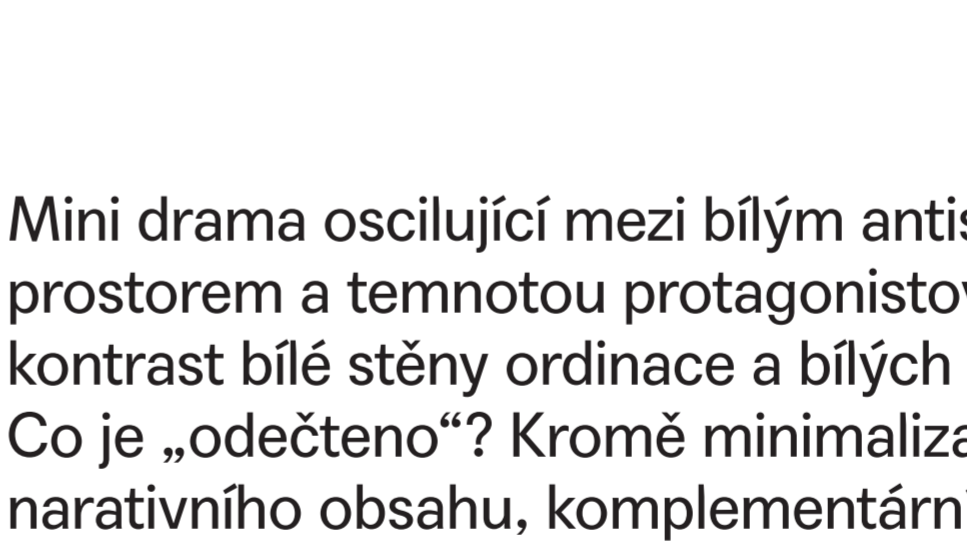 Mini drama oscilující mezi bílým antis
prostorem a temnotou protagonistov
kontrast bílé stěny ordinace a bílých
Co je „odečteno“? Kromě minimaliza
narativního obsahu, komplementárn